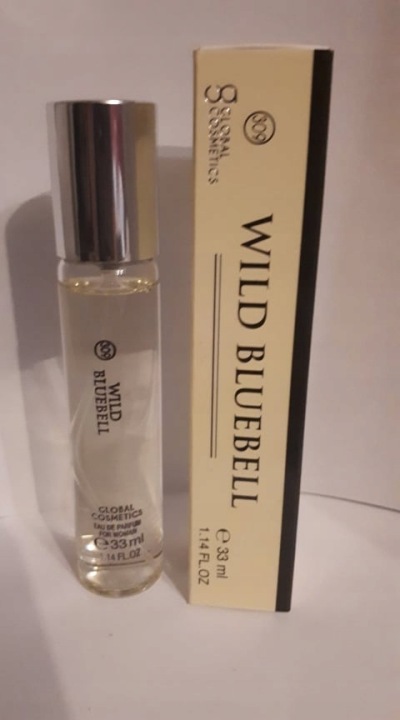 309
WILD
BLUEBELL
GLOBAL
COSMETICS
EAU DE PARFUM
FOR WOMAN
e 33 ml
1.14 FL.OZ
g GLOBAL
COSMETICS
309
WILD BLUEBELL
e 33 ml
1.14 FL.OZ